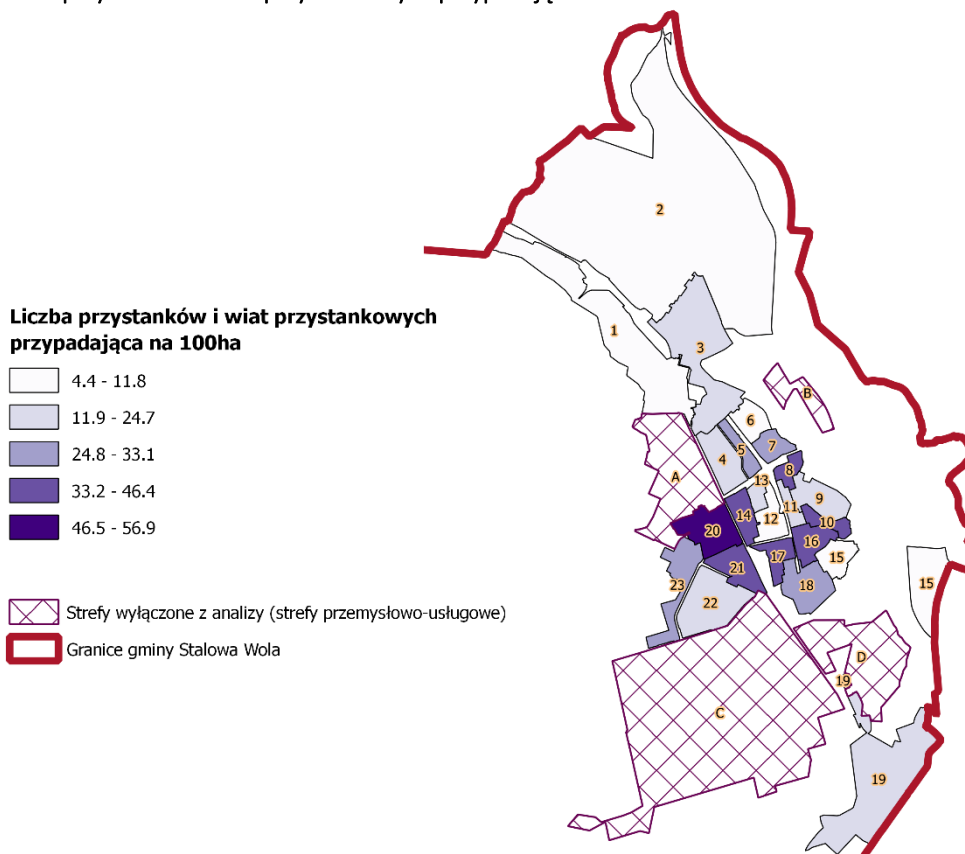 Liczba przystanków i wiat przystankowych
przypadająca na 100ha
4.4 - 11.8
11.9 - 24.7
24.8 - 33.1
33.2 - 46.4
46.5 - 56.9
Strefy wyłączone z analizy (strefy przemysłowo-usługowe)
Granice gminy Stalowa Wola
2
1
3
B
6
7
5
4
8
A
13
9
11
14
12
10
20
16
17
15
21
18
23
15
22
D
19
C
19